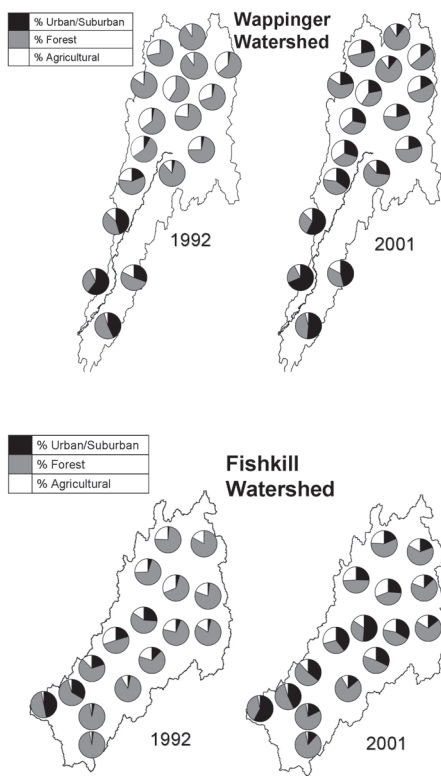 % Urban/Suburban
% Forest
% Agricultural
Wappinger
Watershed
1992
2001
% Urban/Suburban
% Forest
% Agricultural
Fishkill
Watershed
1992
2001